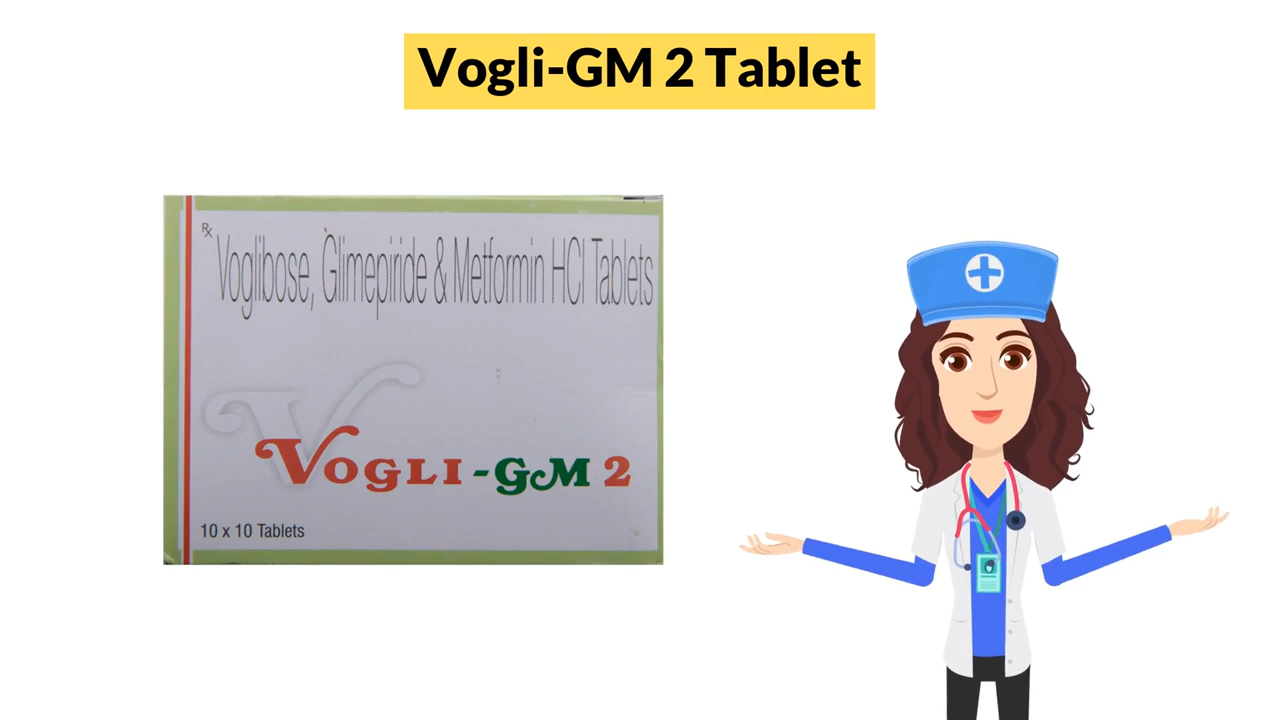 Vogli-GM 2 Tablet
Rx
Voglibose, Glimepiride & Metformin HCl Tablets
VOGLI-GM 2
10 x 10 Tablets